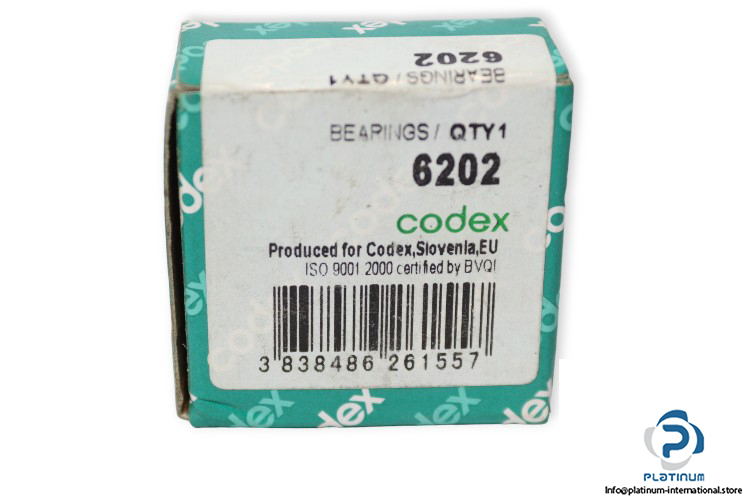 6202
BEARINGS / QTY1
BEARINGS / QTY1
6202
codex
Produced for Codex,Slovenia,EU
ISO 9001 2000 certified by BVQI
3 838486 261557
codex
codex
PLATINUM
Info@platinum-international.store